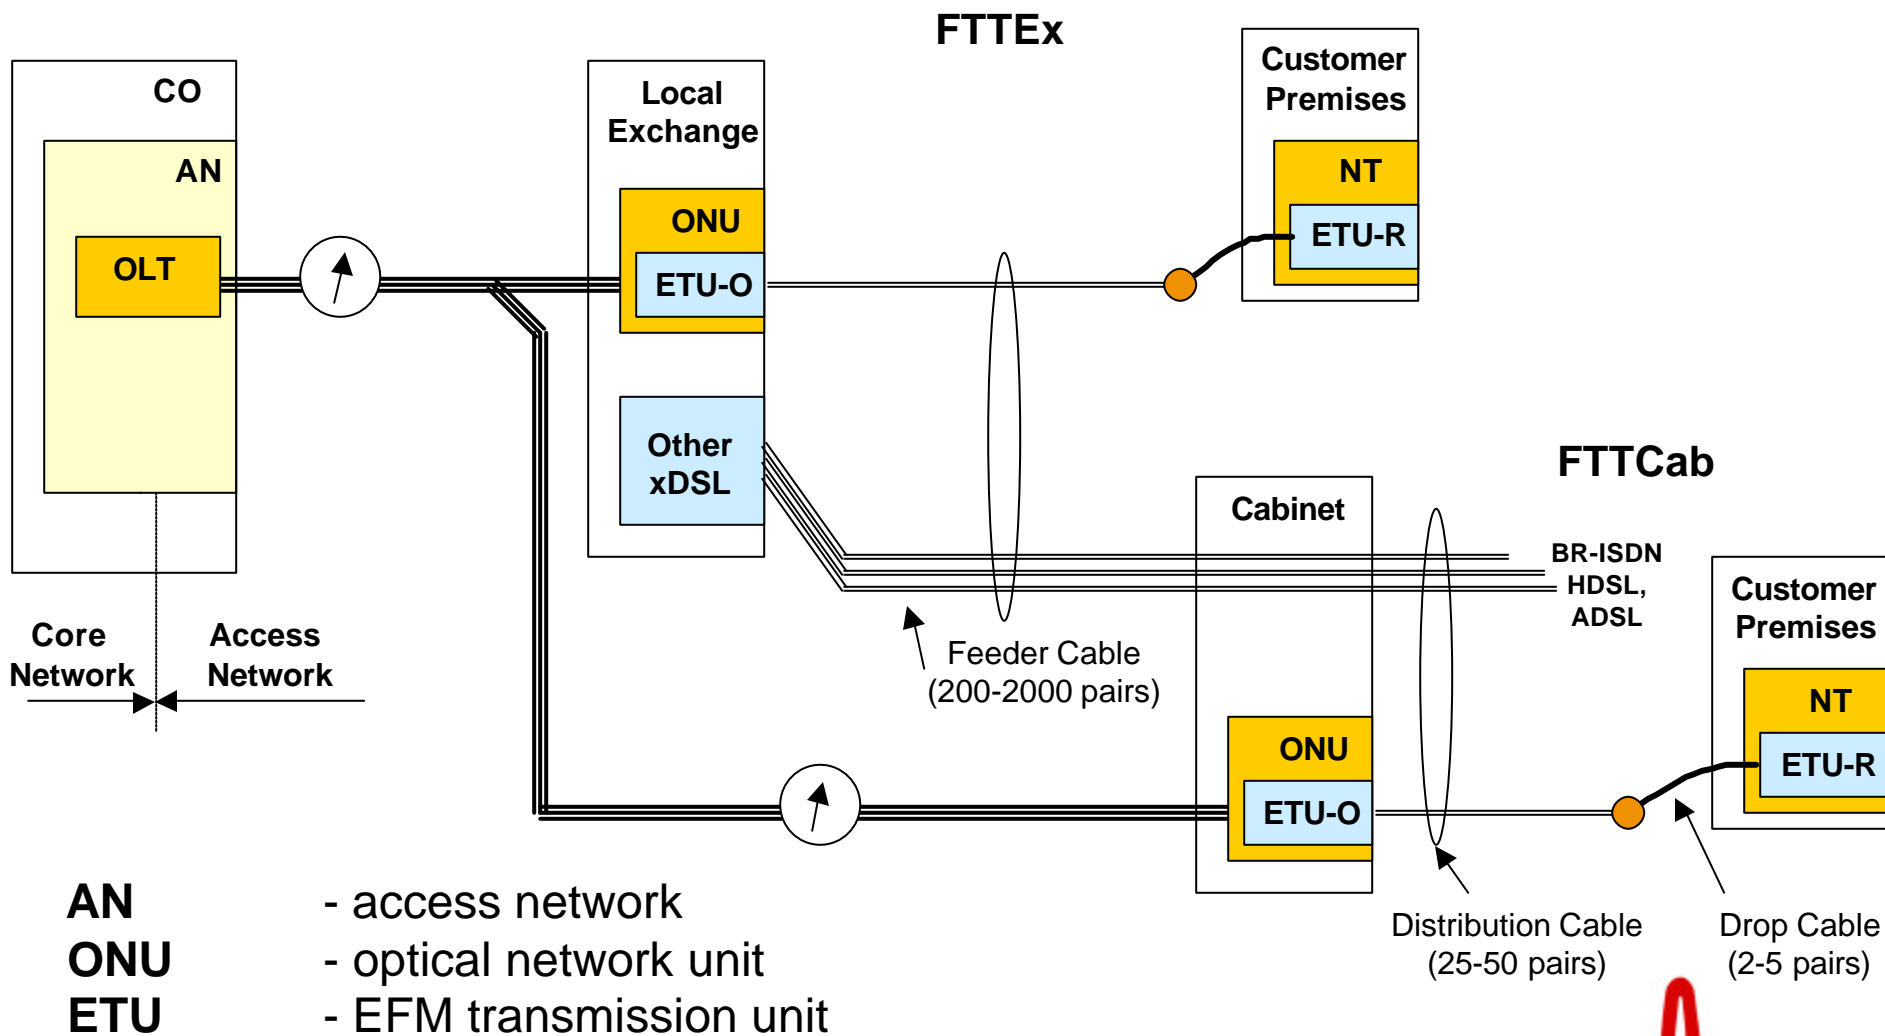 FTTEx
CO
AN
OLT
Local
Exchange
ONU
ETU-O
Other
xDSL
Customer
Premises
NT
ETU-R
FTTCab
Cabinet
BR-ISDN
HDSL,
ADSL
Customer
Premises
NT
ETU-R
Core
Network
Access
Network
Feeder Cable
(200-2000 pairs)
ONU
ETU-O
Distribution Cable
(25-50 pairs)
Drop Cable
(2-5 pairs)
AN - access network
ONU - optical network unit
ETU - EFM transmission unit